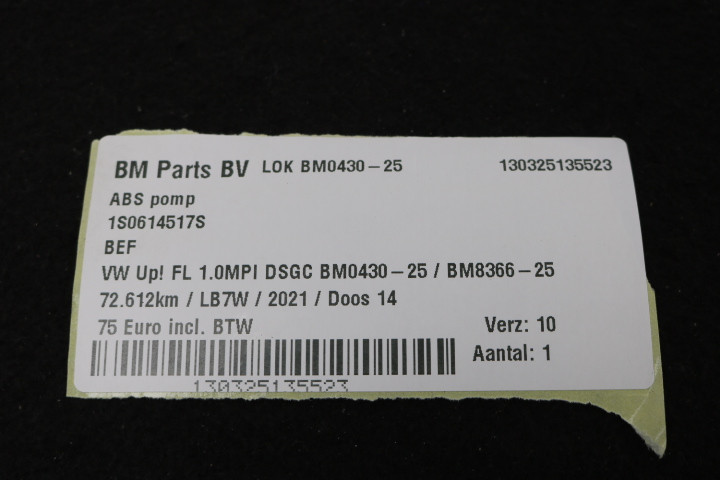 BM Parts BV LOK BM0430-25 130325135523
ABS pomp
1S0614517S
BEF
VW Up! FL 1.0MPI DSGC BM0430-25 / BM8366-25
72.612km / LB7W / 2021 / Doos 14
75 Euro incl. BTW Verz: 10
Aantal: 1
130325135523